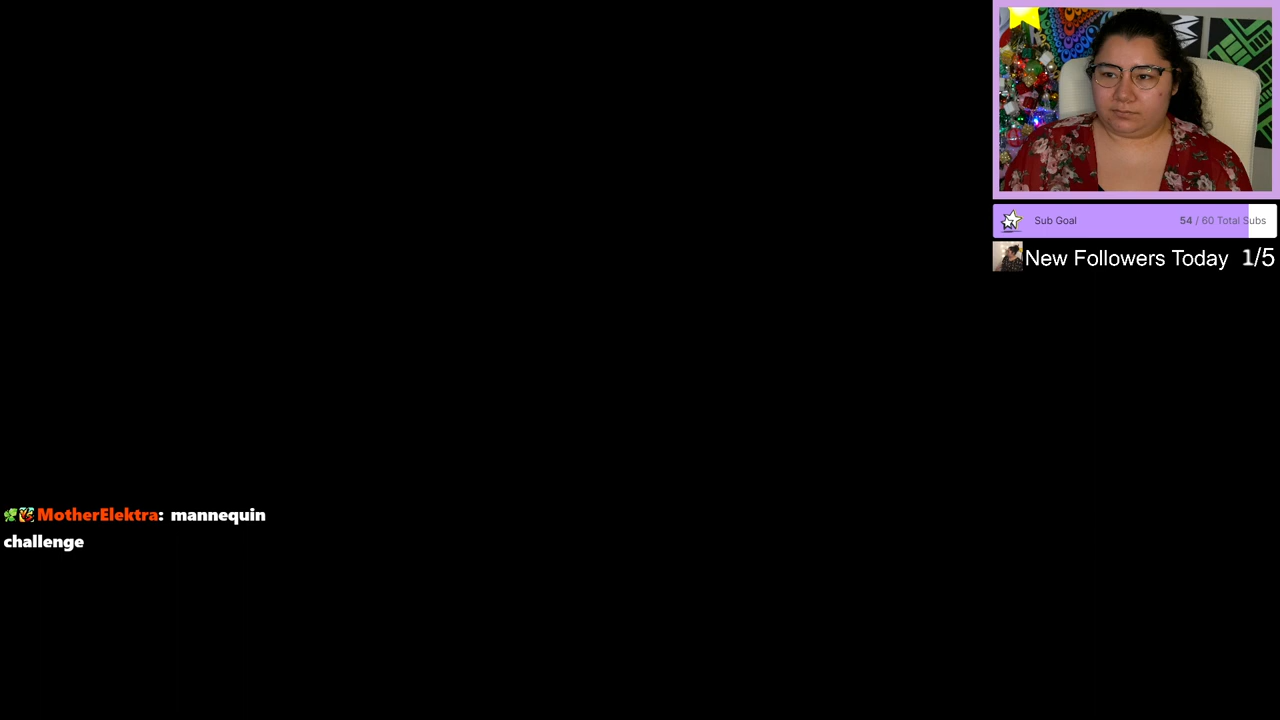 Sub Goal 54 / 60 Total Subs
New Followers Today 1/5
MotherElektra: mannequin
challenge